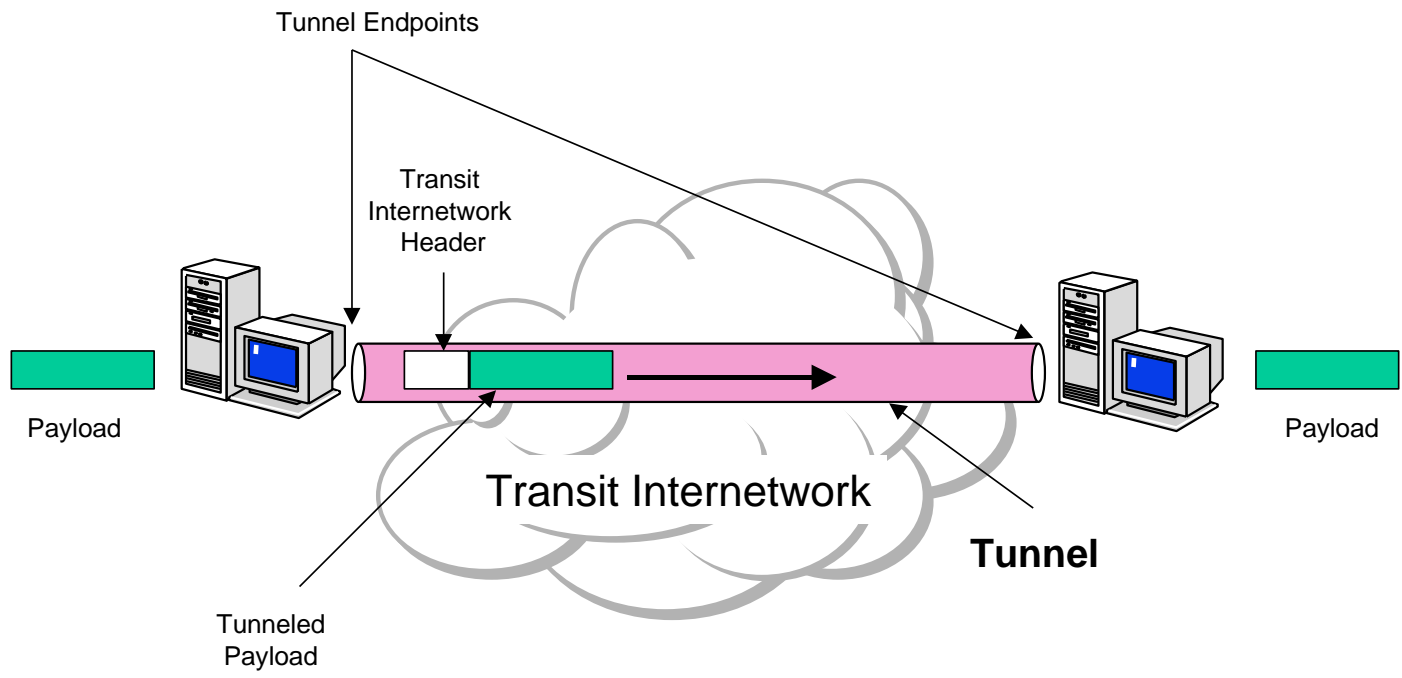 Tunnel Endpoints
Transit
Internetwork
Header
Payload
Payload
Transit Internetwork
Tunnel
Tunneled
Payload